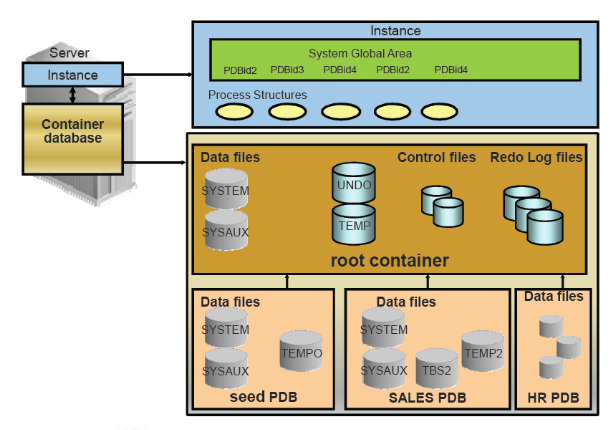 Instance
Server
System Global Area
Instance
PDBid2 PDBid3 PDBid4 PDBid2 PDBid4
Process Structures
Container
database
Data files
Control files
Redo Log files
SYSTEM
UNDO
SYSAUX
TEMP
root container
Data files
SYSTEM
TEMPO
SYSAUX
seed PDB
Data files
SYSTEM
TEMP2
SYSAUX
TBS2
SALES PDB
Data files
HR PDB